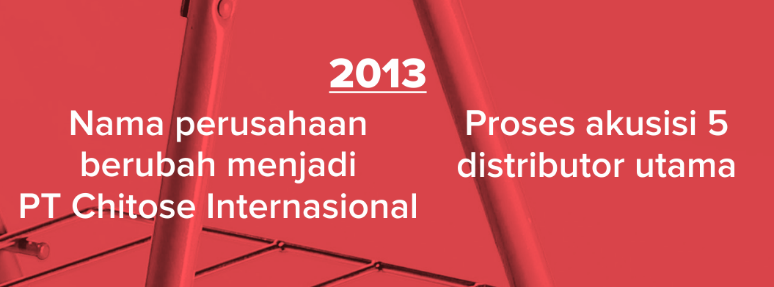 2013
Nama perusahaan
berubah menjadi
PT Chitose Internasional
Proses akusisi 5
distributor utama